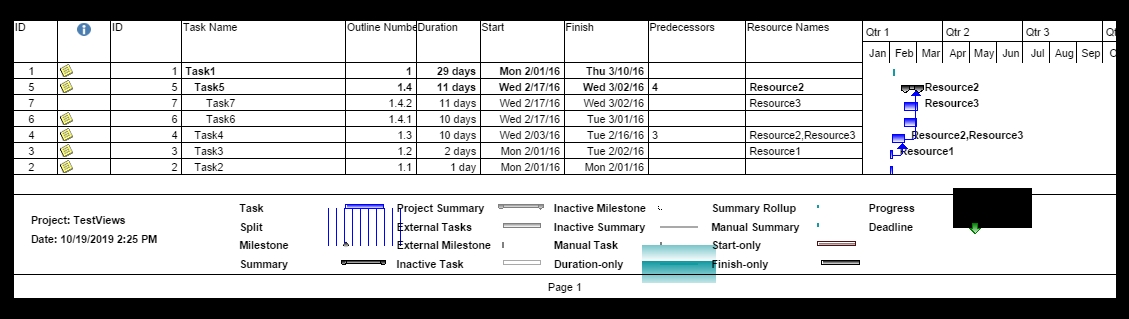 ID ID Task Name Outline Numbe Duration Start Finish Predecessors Resource Names Qtr 1 Qtr 2 Qtr 3 Qt
Jan Feb Mar Apr May Jun Jul Aug Sep O
1 1 Task1 1 29 days Mon 2/01/16 Thu 3/10/16
5 5 Task5 1.4 11 days Wed 2/17/16 Wed 3/02/16 4 Resource2 Resource2
7 7 Task7 1.4.2 11 days Wed 2/17/16 Wed 3/02/16 Resource3 Resource3
6 6 Task6 1.4.1 10 days Wed 2/17/16 Tue 3/01/16
4 4 Task4 1.3 10 days Wed 2/03/16 Tue 2/16/16 3 Resource2,Resource3 Resource2,Resource3
3 3 Task3 1.2 2 days Mon 2/01/16 Tue 2/02/16 Resource1 Resource1
2 2 Task2 1.1 1 day Mon 2/01/16 Mon 2/01/16
Project: TestViews
Date: 10/19/2019 2:25 PM
Task Project Summary Inactive Milestone Summary Rollup Progress
Split External Tasks Inactive Summary Manual Summary Deadline
Milestone External Milestone Manual Task Start-only
Summary Inactive Task Duration-only Finish-only
Page 1